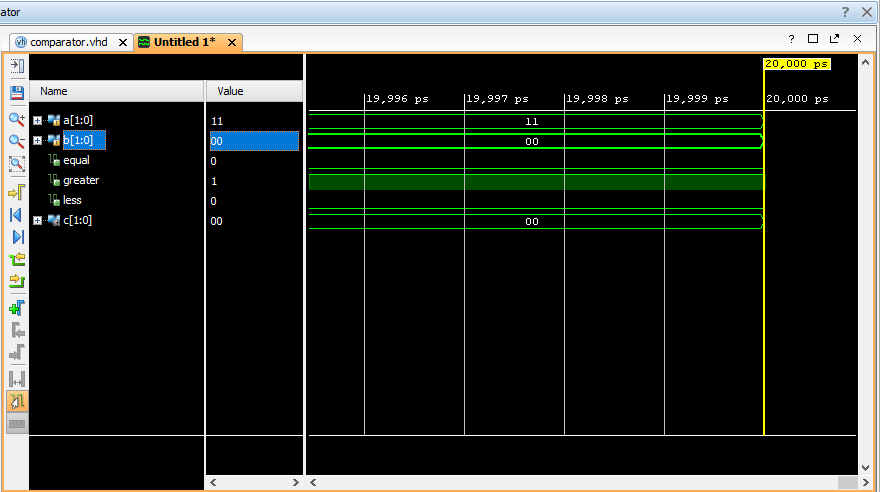 ator
? ×
comparator.vhd × Untitled 1* ×
?
20,000 ps
Name Value
19,996 ps 19,997 ps 19,998 ps 19,999 ps 20,000 ps
a[1:0] 11 11
b[1:0] 00 00
equal 0
greater 1
less 0
c[1:0] 00 00